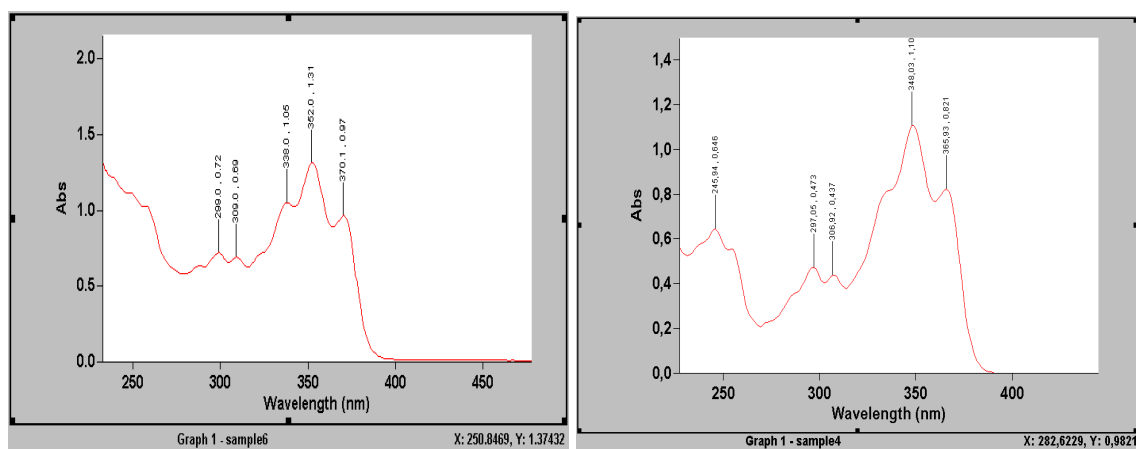 2.0
1.5
1.0
0.5
0.0
Abs
299.0 , 0.72
309.0 , 0.69
338.0 , 1.05
352.0 , 1.31
370.1 , 0.97
250 300 350 400 450
Wavelength (nm)
Graph 1 - sample6 X: 250.8469, Y: 1.37432
1,4
1,2
1,0
0,8
0,6
0,4
0,2
0,0
Abs
245,94 , 0,646
297,05 , 0,473
306,92 , 0,437
348,03 , 1,10
365,93 , 0,821
250 300 350 400
Wavelength (nm)
Graph 1 - sample4 X: 282,6229, Y: 0,9821